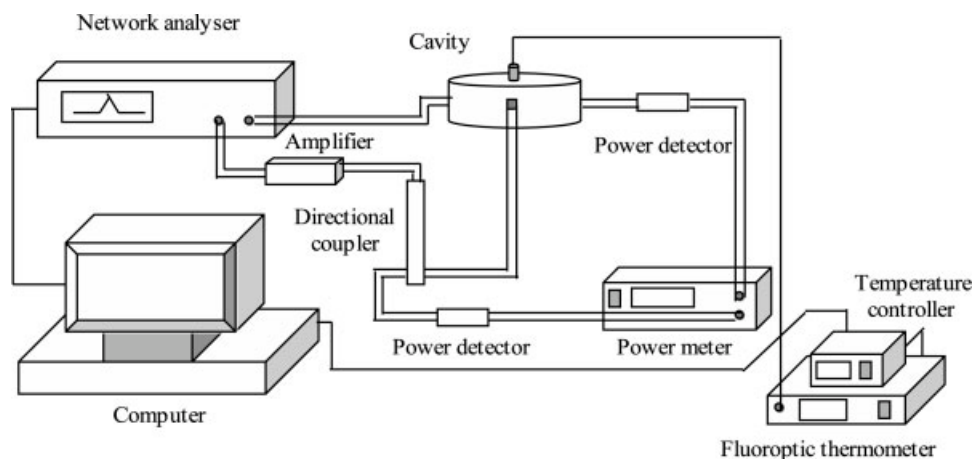 Network analyser
Cavity
Amplifier
Power detector
Directional
coupler
Temperature
controller
Power detector
Power meter
Computer
Fluoroptic thermometer